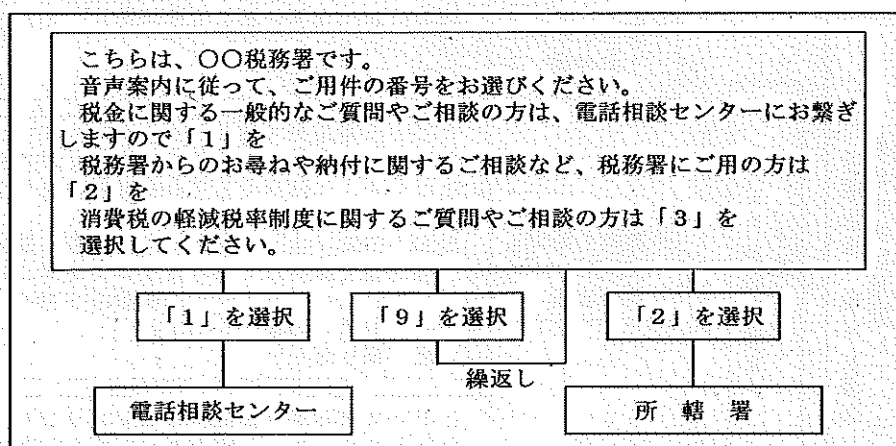 こちらは、〇〇税務署です。
音声案内に従って、ご用件の番号をお選びください。
税金に関する一般的なご質問やご相談の方は、電話相談センターにお繋ぎ
しますので「1」を
税務署からのお尋ねや納付に関するご相談など、税務署にご用の方は
「2」を
消費税の軽減税率制度に関するご質問やご相談の方は「3」を
選択してください。
「1」を選択
「9」を選択
「2」を選択
繰返し
電話相談センター
所轄署